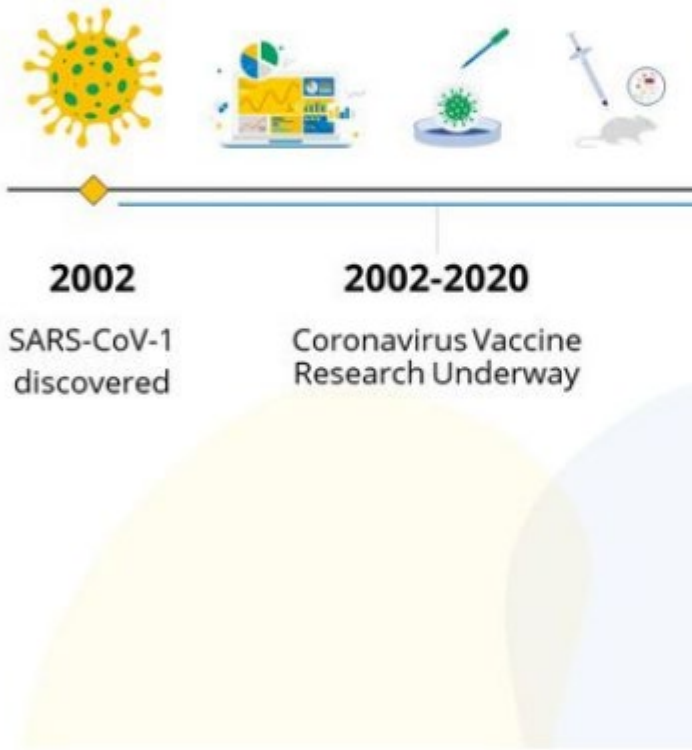 2002
SARS-CoV-1
discovered
2002-2020
Coronavirus Vaccine
Research Underway